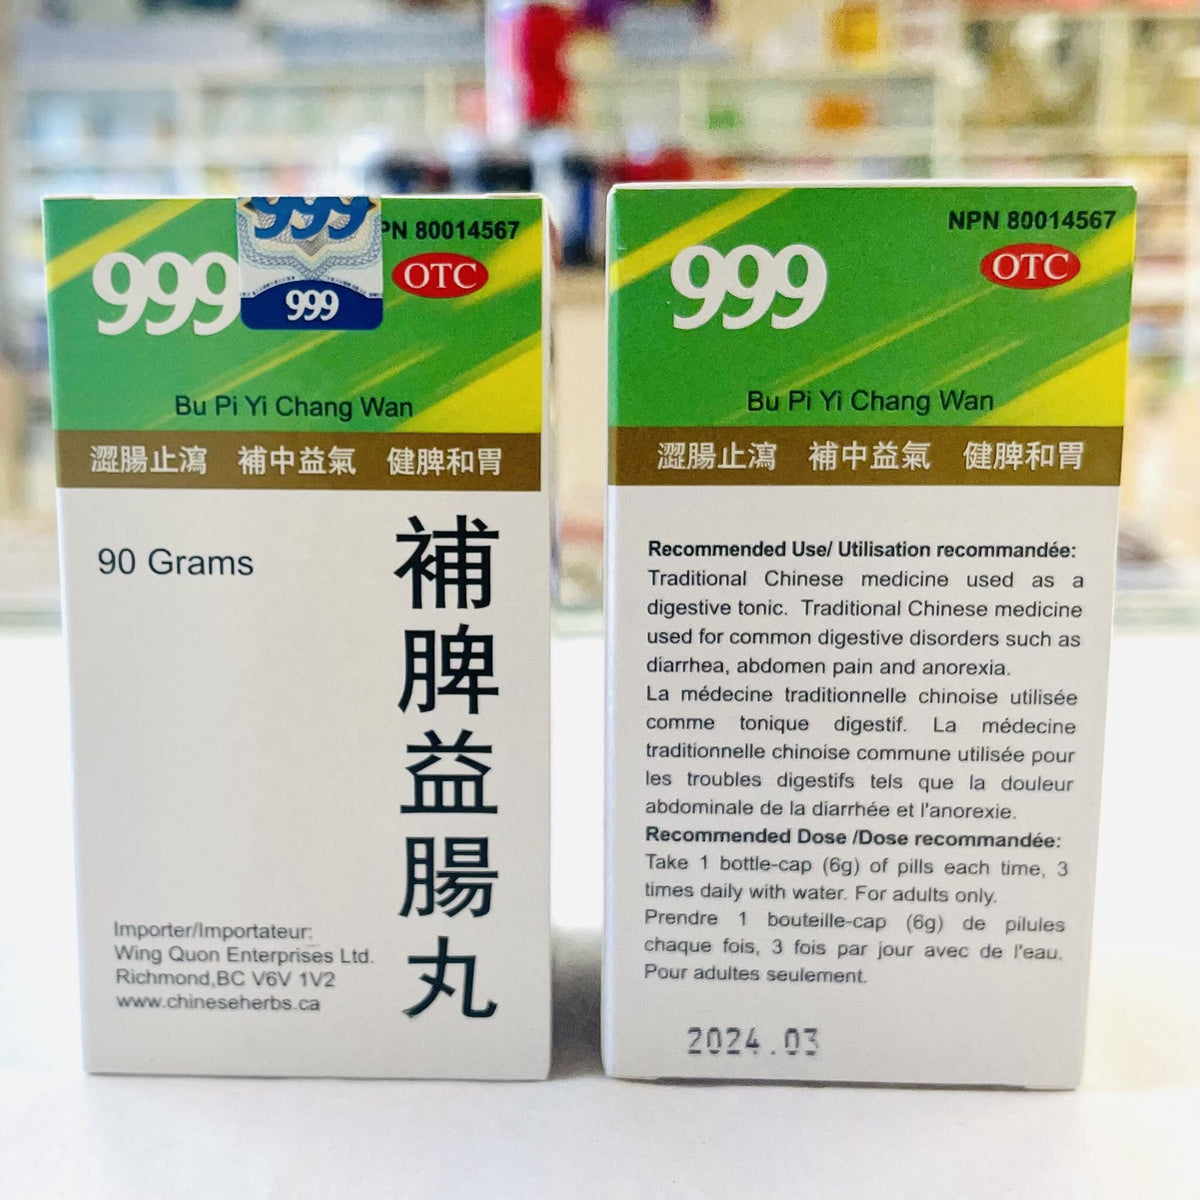 999
PN 80014567
999
OTC
999
Bu Pi Yi Chang Wan
澀腸止瀉 補中益氣 健脾和胃
90 Grams
補脾益腸丸
Importer/Importateur:
Wing Quon Enterprises Ltd.
Richmond,BC V6V 1V2
www.chineseherbs.ca
NPN 80014567
999
OTC
Bu Pi Yi Chang Wan
澀腸止瀉 補中益氣 健脾和胃
Recommended Use/ Utilisation recommandée:
Traditional Chinese medicine used as a
digestive tonic. Traditional Chinese medicine
used for common digestive disorders such as
diarrhea, abdomen pain and anorexia.
La médecine traditionnelle chinoise utilisée
comme tonique digestif. La médecine
traditionnelle chinoise commune utilisée pour
les troubles digestifs tels que la douleur
abdominale de la diarrhée et l'anorexie.
Recommended Dose /Dose recommandée:
Take 1 bottle-cap (6g) of pills each time, 3
times daily with water. For adults only.
Prendre 1 bouteille-cap (6g) de pilules
chaque fois, 3 fois par jour avec de l'eau.
Pour adultes seulement.
2024.03